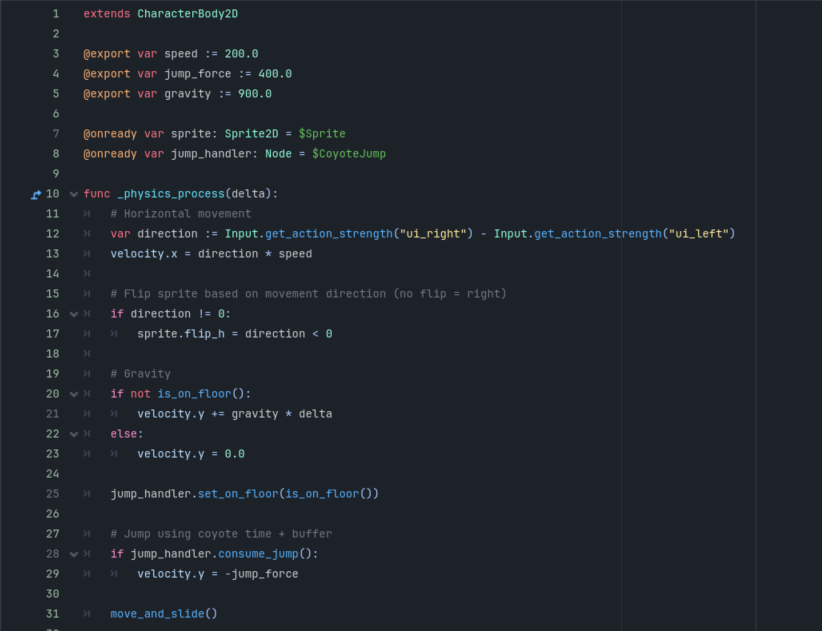 1 extends CharacterBody2D
2
3 @export var speed := 200.0
4 @export var jump_force := 400.0
5 @export var gravity := 900.0
6
7 @onready var sprite: Sprite2D = $Sprite
8 @onready var jump_handler: Node = $CoyoteJump
9
10 func _physics_process(delta):
11 # Horizontal movement
12 var direction := Input.get_action_strength("ui_right") - Input.get_action_strength("ui_left")
13 velocity.x = direction * speed
14
15 # Flip sprite based on movement direction (no flip = right)
16 if direction != 0:
17 sprite.flip_h = direction < 0
18
19 # Gravity
20 if not is_on_floor():
21 velocity.y += gravity * delta
22 else:
23 velocity.y = 0.0
24
25 jump_handler.set_on_floor(is_on_floor())
26
27 # Jump using coyote time + buffer
28 if jump_handler.consume_jump():
29 velocity.y = -jump_force
30
31 move_and_slide()